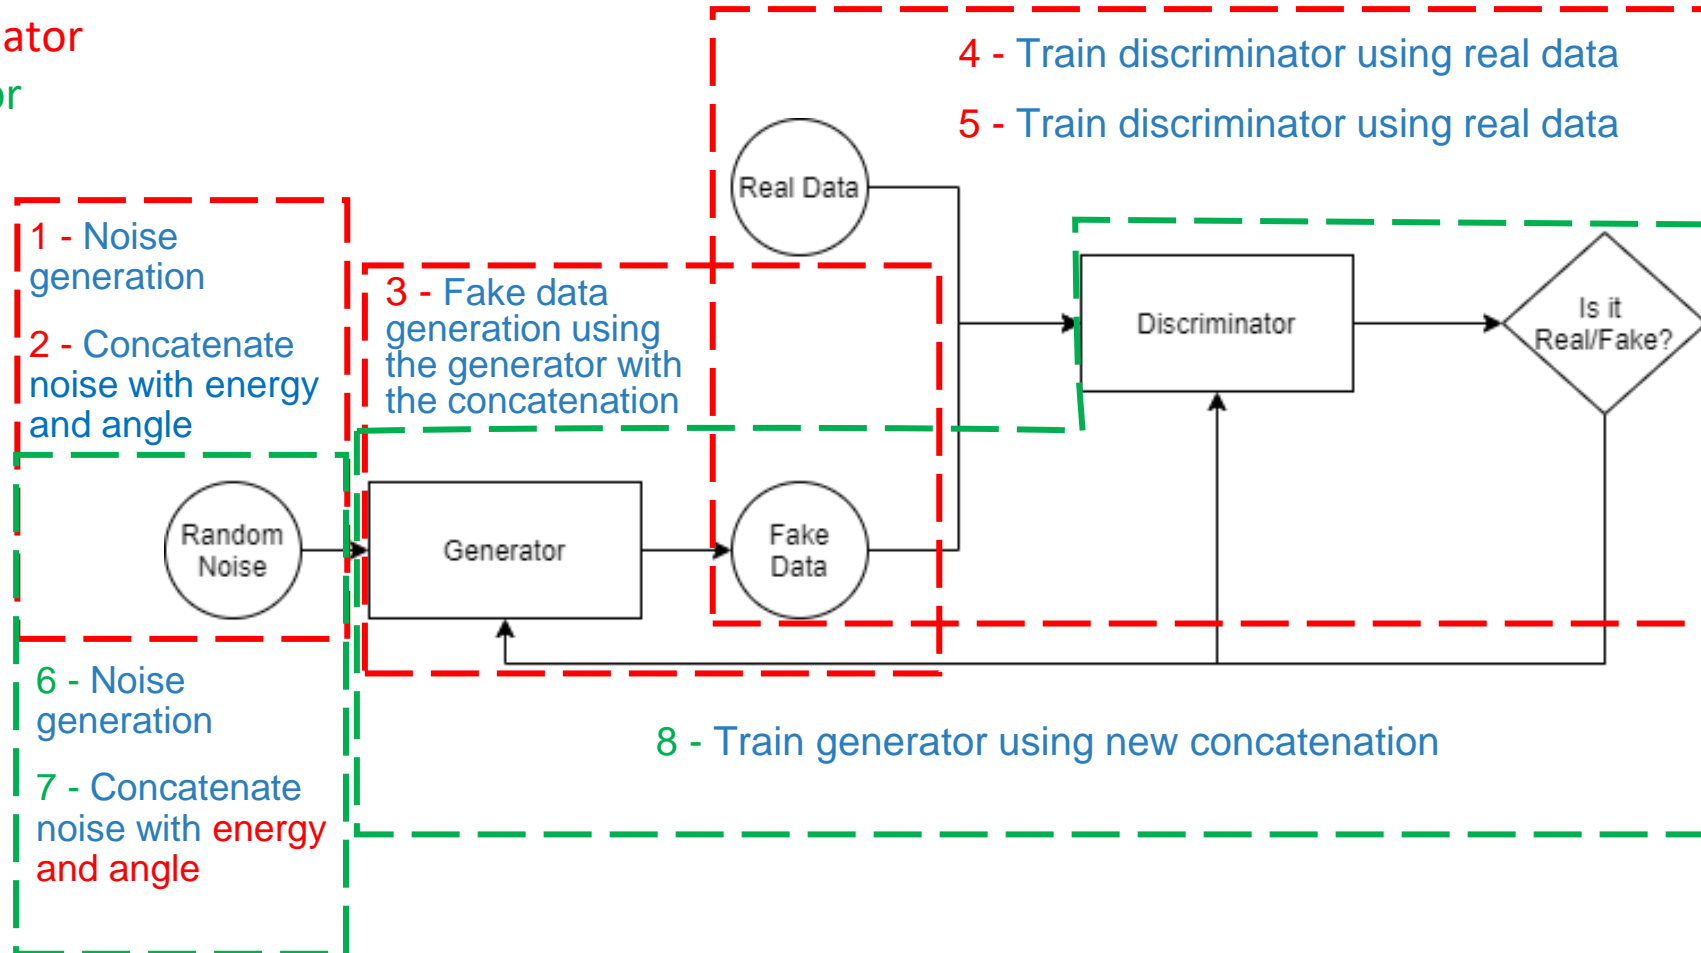 ator
or
4 - Train discriminator using real data
5 - Train discriminator using real data
Real Data
1 - Noise
generation
2 - Concatenate
noise with energy
and angle
3 - Fake data
generation using
the generator with
the concatenation
Discriminator
Is it
Real/Fake?
Random
Noise
Generator
Fake
Data
6 - Noise
generation
7 - Concatenate
noise with energy
and angle
8 - Train generator using new concatenation